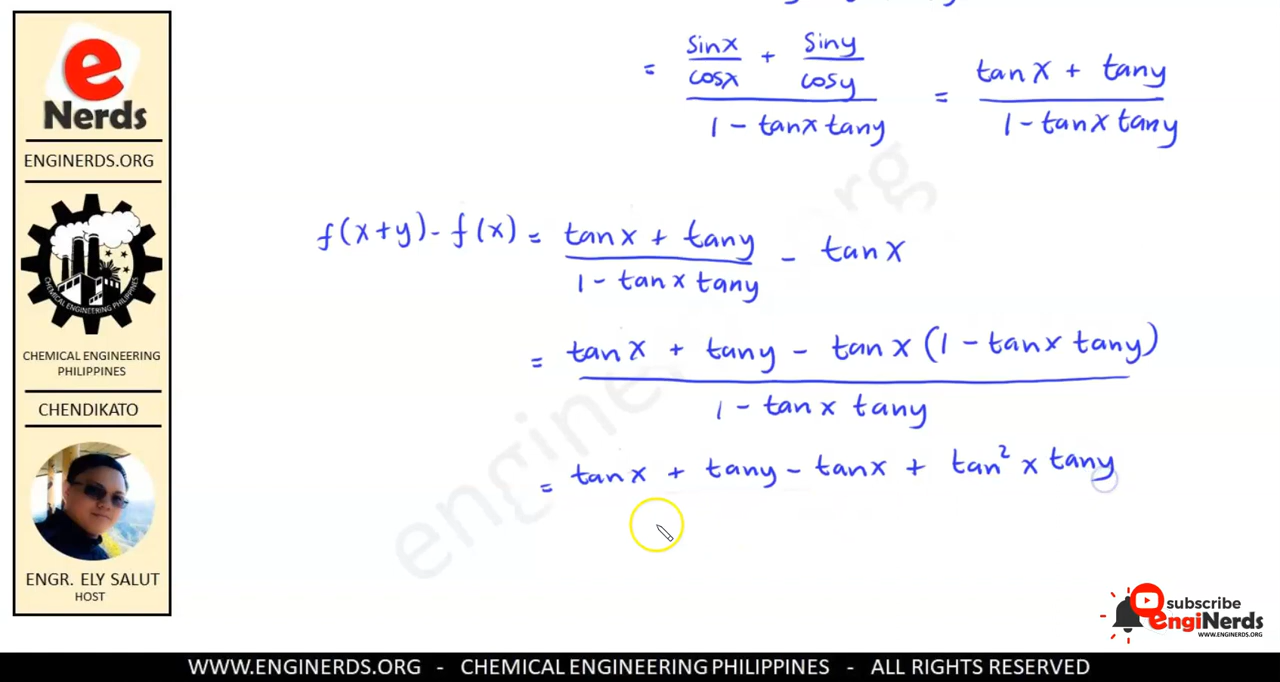 e
Nerds
ENGINERDS.ORG
CHEMICAL ENGINEERING PHILIPPINES
CHEMICAL ENGINEERING
PHILIPPINES
CHENDIKATO
ENGR. ELY SALUT
HOST
= (sinx/cosx + siny/cosy) / (1 - tanx tany) = (tanx + tany) / (1 - tanx tany)
f(x+y) - f(x) = (tanx + tany) / (1 - tanx tany) - tanx
= (tanx + tany - tanx (1 - tanx tany)) / (1 - tanx tany)
= tanx + tany - tanx + tan² x tany
enginerds.org
subscribe
engiNerds
WWW.ENGINERDS.ORG
WWW.ENGINERDS.ORG - CHEMICAL ENGINEERING PHILIPPINES - ALL RIGHTS RESERVED